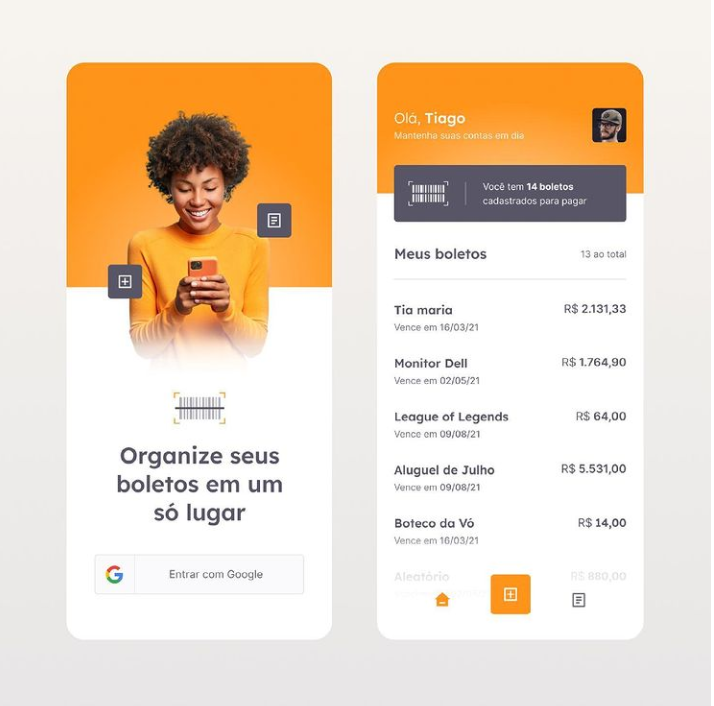 Organize seus
boletos em um
só lugar
Entrar com Google
Olá, Tiago
Mantenha suas contas em dia
Você tem 14 boletos
cadastrados para pagar
Meus boletos
13 ao total
Tia maria
R$ 2.131,33
Vence em 16/03/21
Monitor Dell
R$ 1.764,90
Vence em 02/05/21
League of Legends
R$ 64,00
Vence em 09/08/21
Aluguel de Julho
R$ 5.531,00
Vence em 09/08/21
Boteco da Vó
R$ 14,00
Vence em 16/03/21
Aleatório
R$ 880,00